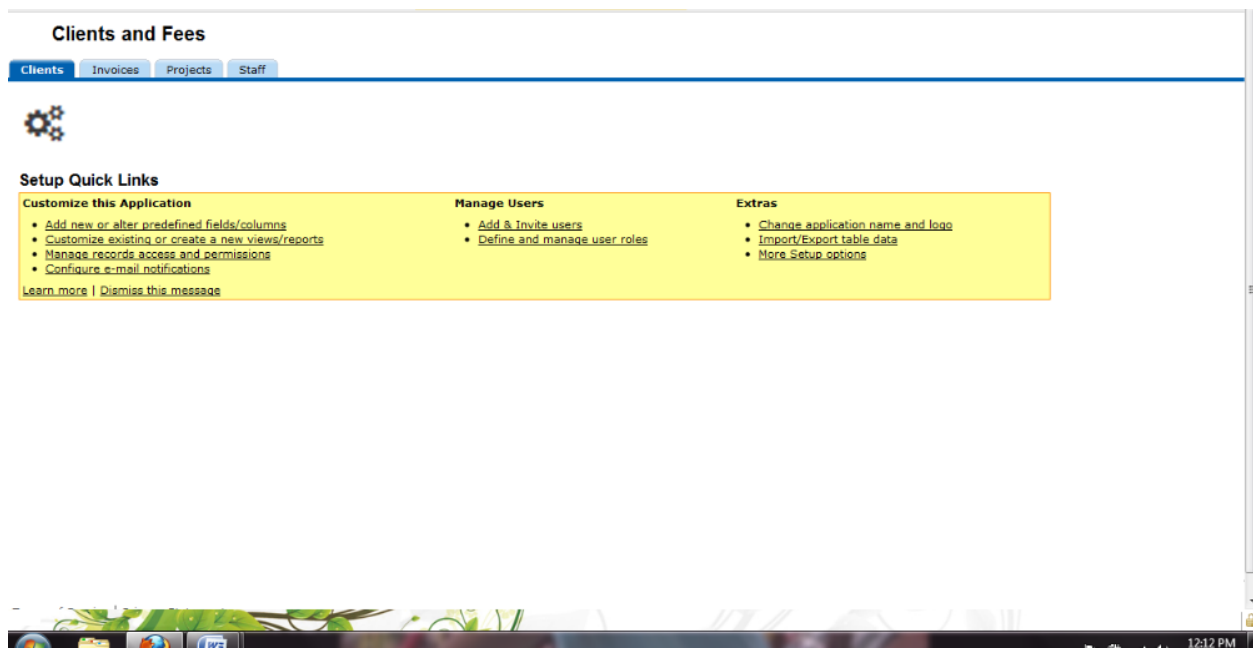 Clients and Fees
Clients Invoices Projects Staff
Setup Quick Links
Customize this Application
Add new or alter predefined fields/columns
Customize existing or create a new views/reports
Manage records access and permissions
Configure e-mail notifications
Learn more | Dismiss this message
Manage Users
Add & Invite users
Define and manage user roles
Extras
Change application name and logo
Import/Export table data
More Setup options
12:12 PM